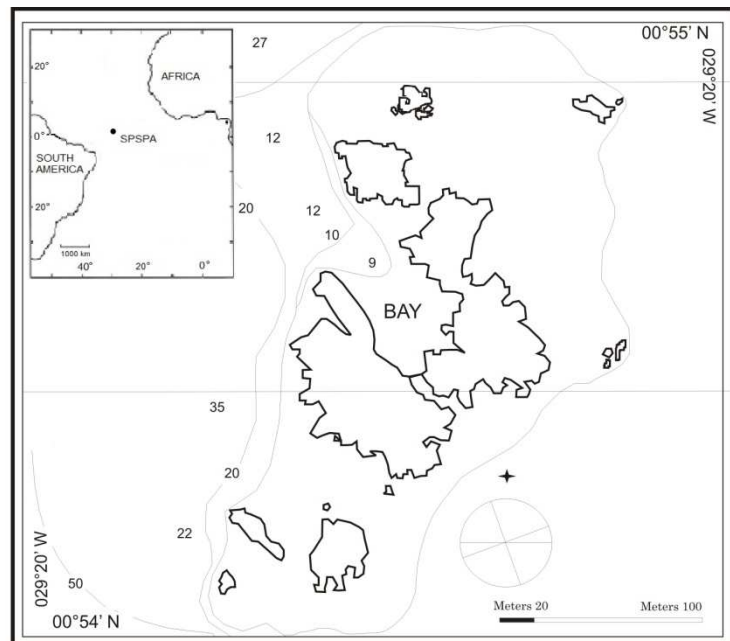 27
00°55' N
029°20' W
20°
AFRICA
12
0°
SPSPA
SOUTH
AMERICA
20
12
20°
10
9
1000 km
40°
20°
0°
BAY
35
20
22
029°20' W
50
00°54' N
Meters 20
Meters 100